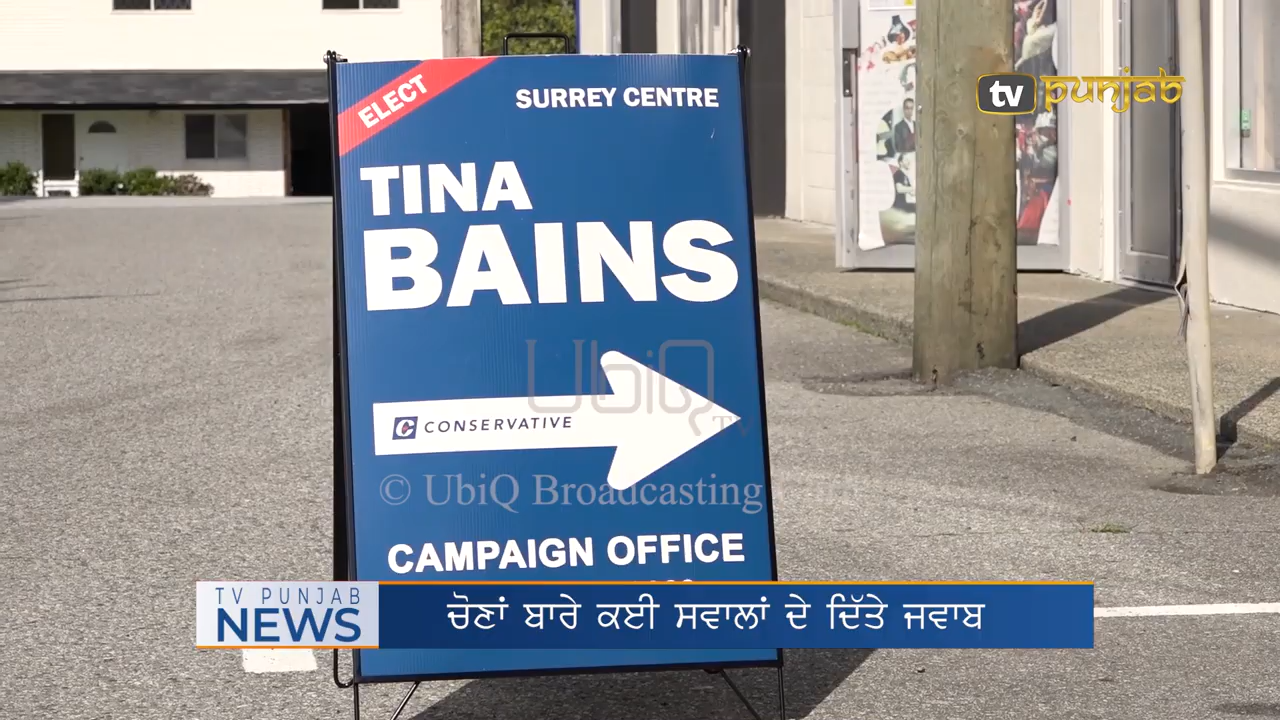 ELECT
SURREY CENTRE
tv punjab
TINA
BAINS
UbiQ
TV
CONSERVATIVE
© UbiQ Broadcasting
CAMPAIGN OFFICE
TV PUNJAB
NEWS
ਚੋਣਾਂ ਬਾਰੇ ਕਈ ਸਵਾਲਾਂ ਦੇ ਦਿੱਤੇ ਜਵਾਬ